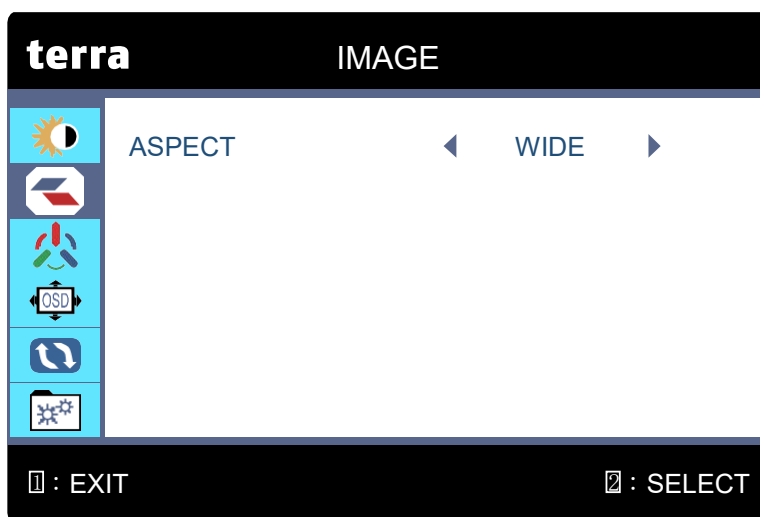 terra
IMAGE
ASPECT
WIDE
OSD
1 : EXIT
2 : SELECT